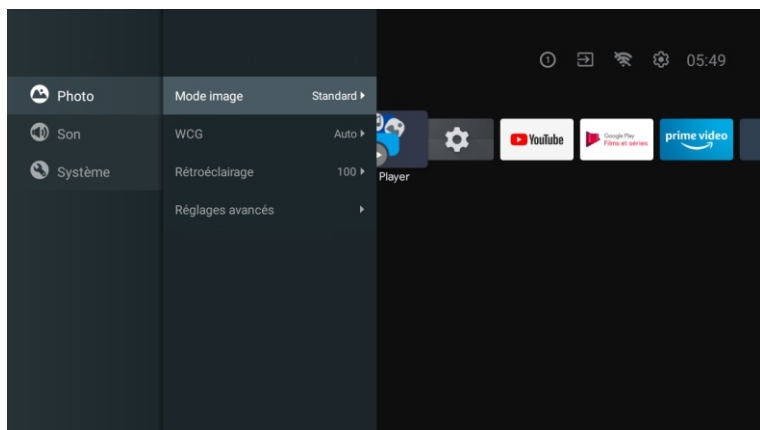 1
05:49
Photo
Mode image Standard
Son
WCG Auto
YouTube
Google Play
Films et séries
prime video
Système
Rétroéclairage 100
Player
Réglages avancés